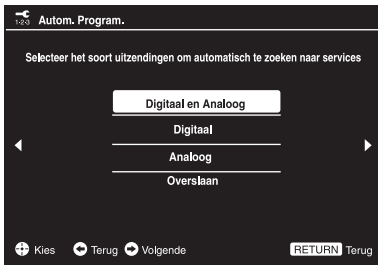 1·2·3 Autom. Program.
Selecteer het soort uitzendingen om automatisch te zoeken naar services
Digitaal en Analoog
Digitaal
Analoog
Overslaan
Kies Terug Volgende RETURN Terug